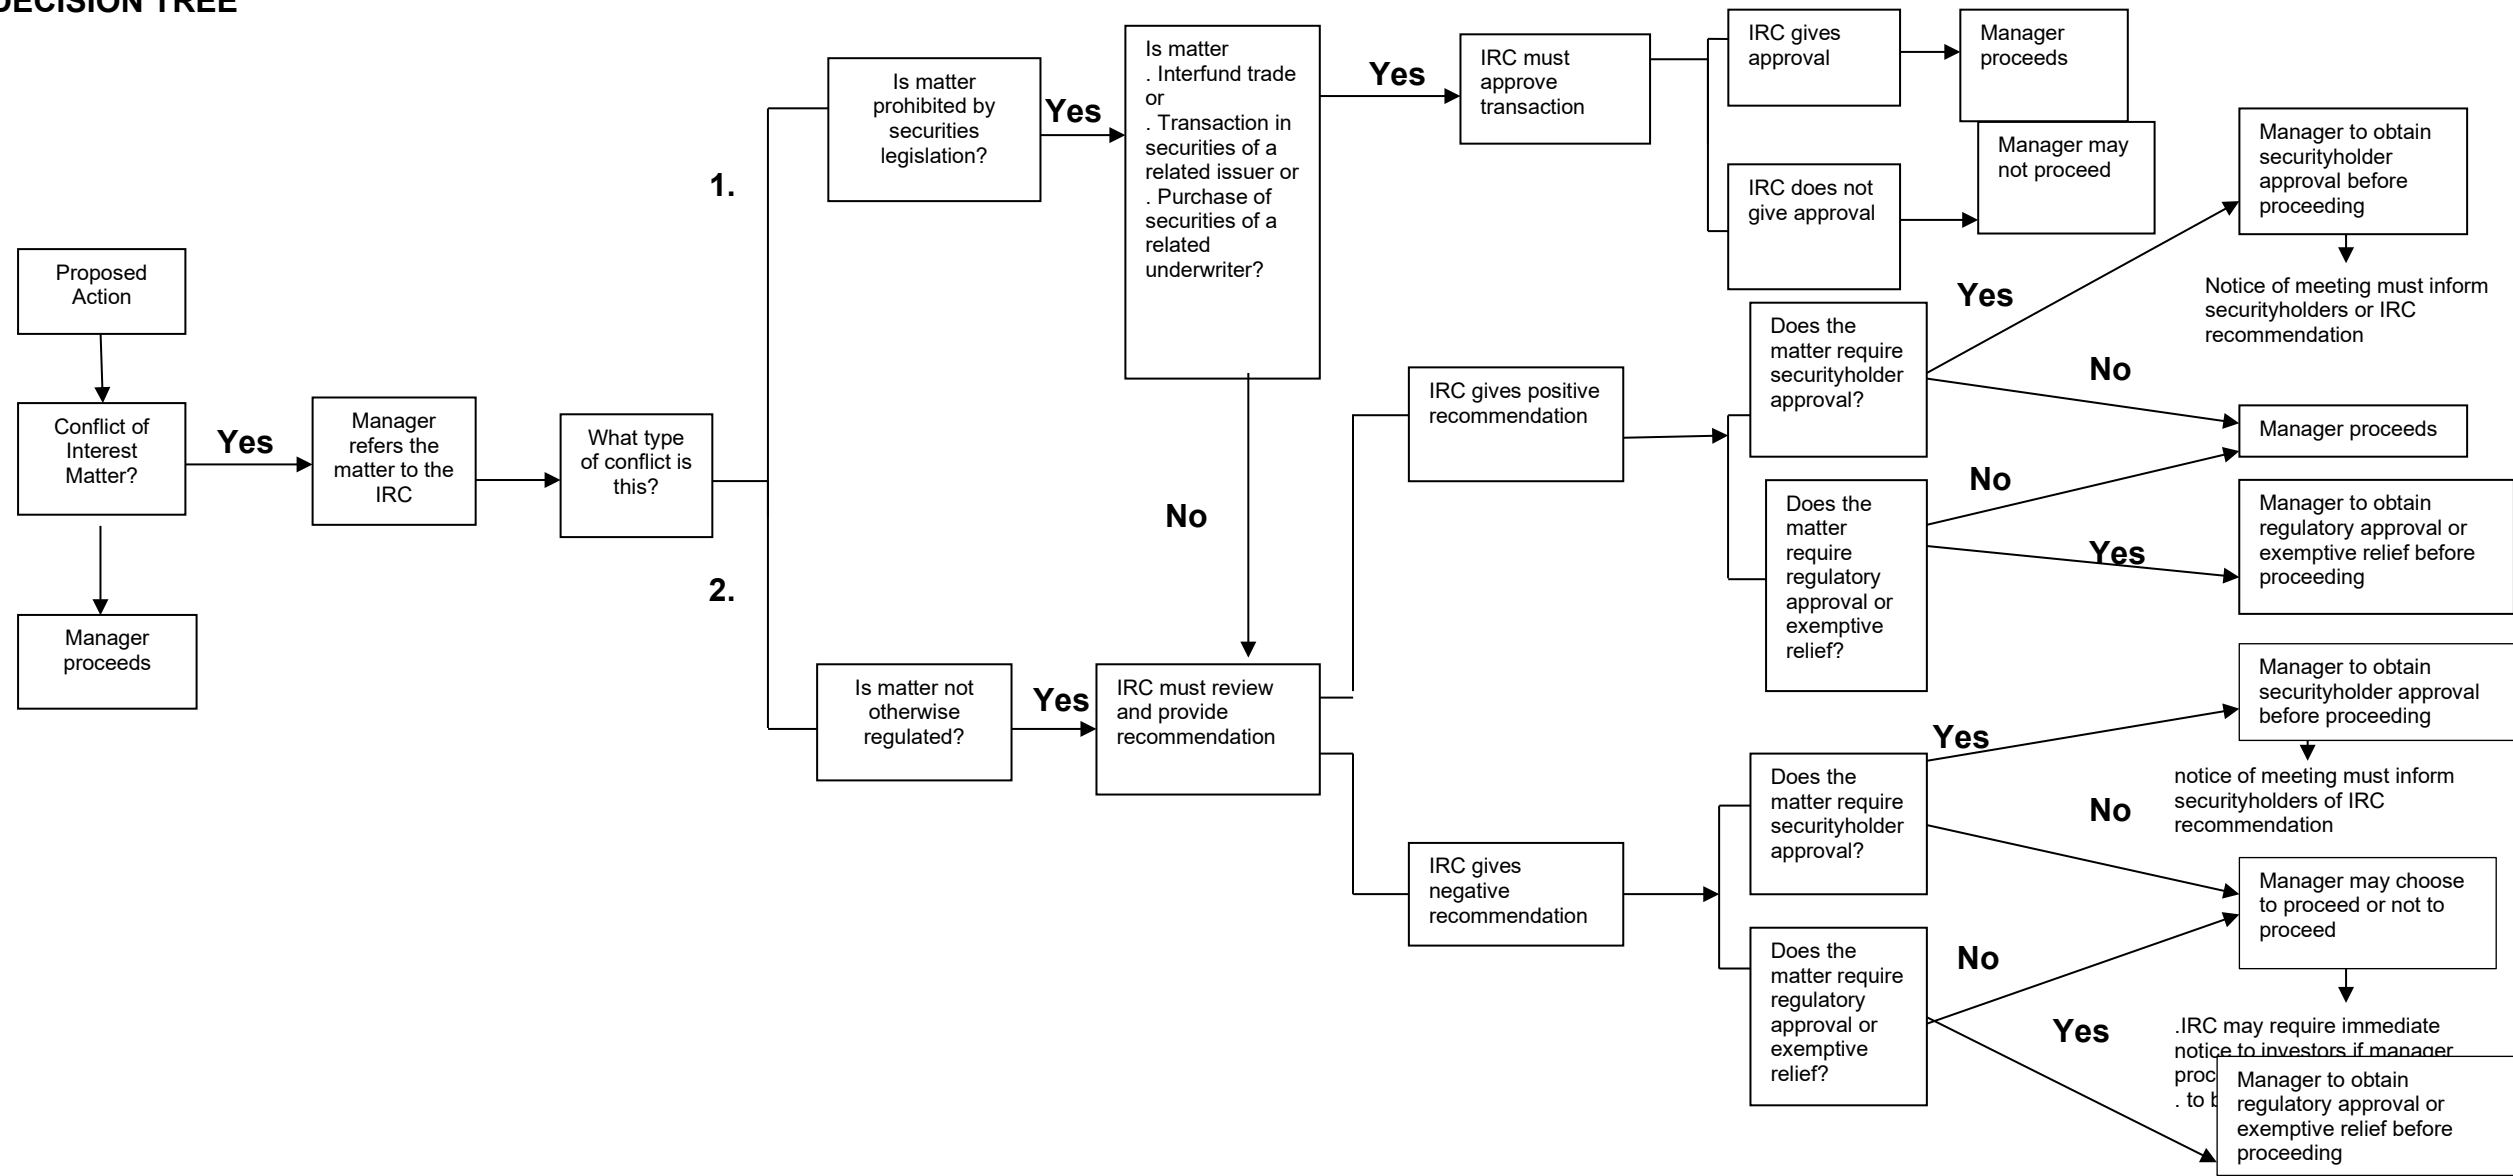 DECISION TREE
Proposed
Action
Conflict of
Interest
Matter?
Yes
Manager
proceeds
Manager
refers the
matter to the
IRC
What type
of conflict is
this?
1.
Is matter
prohibited by
securities
legislation?
Yes
Is matter
. Interfund trade
or
. Transaction in
securities of a
related issuer or
. Purchase of
securities of a
related
underwriter?
Yes
IRC must
approve
transaction
IRC gives
approval
Manager
proceeds
IRC does not
give approval
Manager may
not proceed
No
2.
Is matter not
otherwise
regulated?
Yes
IRC must review
and provide
recommendation
IRC gives positive
recommendation
Does the
matter require
securityholder
approval?
Yes
Manager to obtain
securityholder
approval before
proceeding
Notice of meeting must inform
securityholders or IRC
recommendation
No
Manager proceeds
Does the
matter
require
regulatory
approval or
exemptive
relief?
No
Yes
Manager to obtain
regulatory approval or
exemptive relief before
proceeding
IRC gives
negative
recommendation
Does the
matter require
securityholder
approval?
Yes
Manager to obtain
securityholder approval
before proceeding
notice of meeting must inform
securityholders of IRC
recommendation
No
Manager may choose
to proceed or not to
proceed
.IRC may require immediate
notice to investors if manager
. to
Does the
matter require
regulatory
approval or
exemptive
relief?
No
Yes
Manager to obtain
regulatory approval or
exemptive relief before
proceeding